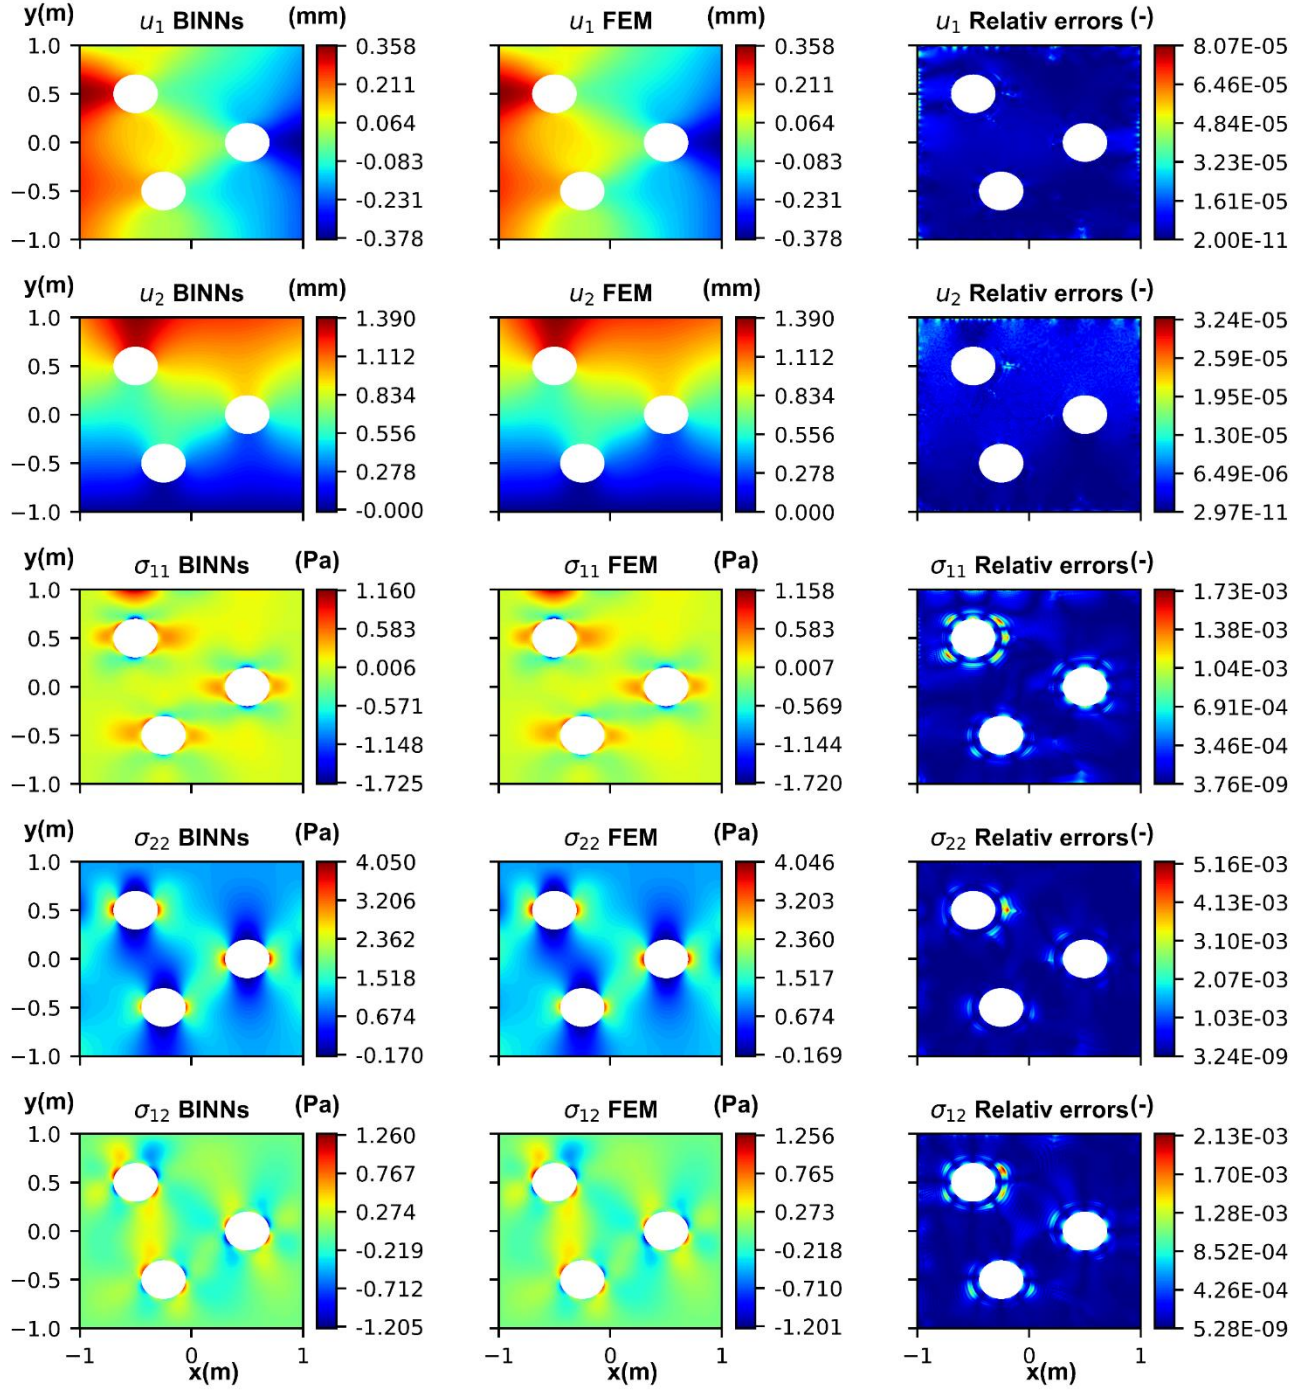 y(m) u1 BINNs (mm) u1 FEM (mm) u1 Relativ errors (-)
1.0 0.358 0.358 8.07E-05
0.5 0.211 0.211 6.46E-05
0.064 0.064 4.84E-05
0.0 -0.083 -0.083 3.23E-05
−0.5 -0.231 -0.231 1.61E-05
−1.0 -0.378 -0.378 2.00E-11
y(m) u2 BINNs (mm) u2 FEM (mm) u2 Relativ errors (-)
1.0 1.390 1.390 3.24E-05
0.5 1.112 1.112 2.59E-05
0.834 0.834 1.95E-05
0.0 0.556 0.556 1.30E-05
−0.5 0.278 0.278 6.49E-06
−1.0 -0.000 0.000 2.97E-11
y(m) σ11 BINNs (Pa) σ11 FEM (Pa) σ11 Relativ errors (-)
1.0 1.160 1.158 1.73E-03
0.5 0.583 0.583 1.38E-03
0.006 0.007 1.04E-03
0.0 -0.571 -0.569 6.91E-04
−0.5 -1.148 -1.144 3.46E-04
−1.0 -1.725 -1.720 3.76E-09
y(m) σ22 BINNs (Pa) σ22 FEM (Pa) σ22 Relativ errors (-)
1.0 4.050 4.046 5.16E-03
0.5 3.206 3.203 4.13E-03
2.362 2.360 3.10E-03
0.0 1.518 1.517 2.07E-03
−0.5 0.674 0.674 1.03E-03
−1.0 -0.170 -0.169 3.24E-09
y(m) σ12 BINNs (Pa) σ12 FEM (Pa) σ12 Relativ errors (-)
1.0 1.260 1.256 2.13E-03
0.5 0.767 0.765 1.70E-03
0.274 0.273 1.28E-03
0.0 -0.219 -0.218 8.52E-04
−0.5 -0.712 -0.710 4.26E-04
−1.0 -1.205 -1.201 5.28E-09
−1 0 1 −1 0 1 −1 0 1
x(m) x(m) x(m)